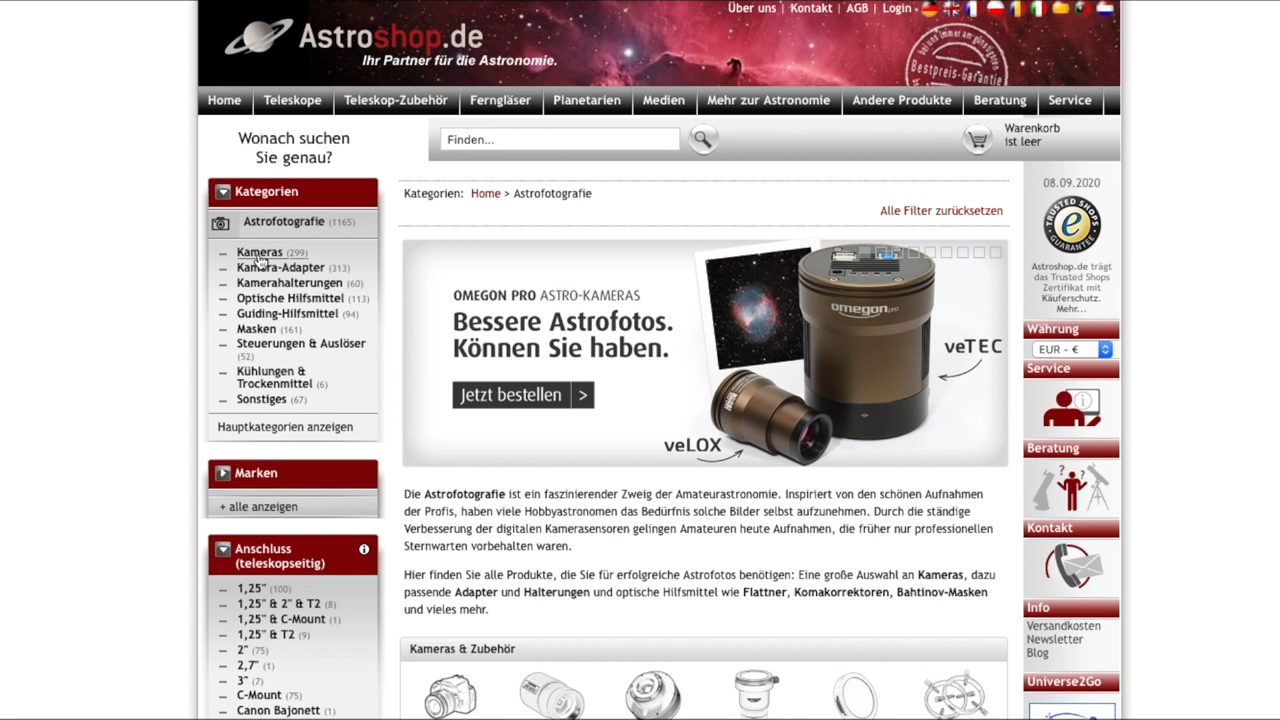 Über uns | Kontakt | AGB | Login
Astroshop.de
Ihr Partner für die Astronomie.
Bei uns immer am günstigsten
Bestpreis-Garantie
Home Teleskope Teleskop-Zubehör Ferngläser Planetarien Medien Mehr zur Astronomie Andere Produkte Beratung Service
Wonach suchen
Sie genau?
Finden...
Warenkorb
ist leer
Kategorien
Astrofotografie (1165)
Kameras (299)
Kamera-Adapter (313)
Kamerahalterungen (60)
Optische Hilfsmittel (113)
Guiding-Hilfsmittel (94)
Masken (161)
Steuerungen & Auslöser
(52)
Kühlungen &
Trockenmittel (6)
Sonstiges (67)
Hauptkategorien anzeigen
Marken
+ alle anzeigen
Anschluss
(teleskopseitig)
1,25" (100)
1,25" & 2" & T2 (8)
1,25" & C-Mount (1)
1,25" & T2 (9)
2" (75)
2,7" (1)
3" (7)
C-Mount (75)
Canon Bajonett (1)
Kategorien: Home > Astrofotografie
Alle Filter zurücksetzen
OMEGON PRO ASTRO-KAMERAS
Bessere Astrofotos.
Können Sie haben.
Jetzt bestellen >
omegon pro
veTEC
veLOX
Die Astrofotografie ist ein faszinierender Zweig der Amateurastronomie. Inspiriert von den schönen Aufnahmen
der Profis, haben viele Hobbyastronomen das Bedürfnis solche Bilder selbst aufzunehmen. Durch die ständige
Verbesserung der digitalen Kamerasensoren gelingen Amateuren heute Aufnahmen, die früher nur professionellen
Sternwarten vorbehalten waren.
Hier finden Sie alle Produkte, die Sie für erfolgreiche Astrofotos benötigen: Eine große Auswahl an Kameras, dazu
passende Adapter und Halterungen und optische Hilfsmittel wie Flattner, Komakorrektoren, Bahtinov-Masken
und vieles mehr.
Kameras & Zubehör
08.09.2020
TRUSTED SHOPS
e
GUARANTEE
Astroshop.de trägt
das Trusted Shops
Zertifikat mit
Käuferschutz.
Mehr...
Währung
EUR - €
Service
Beratung
Kontakt
Info
Versandkosten
Newsletter
Blog
Universe2Go